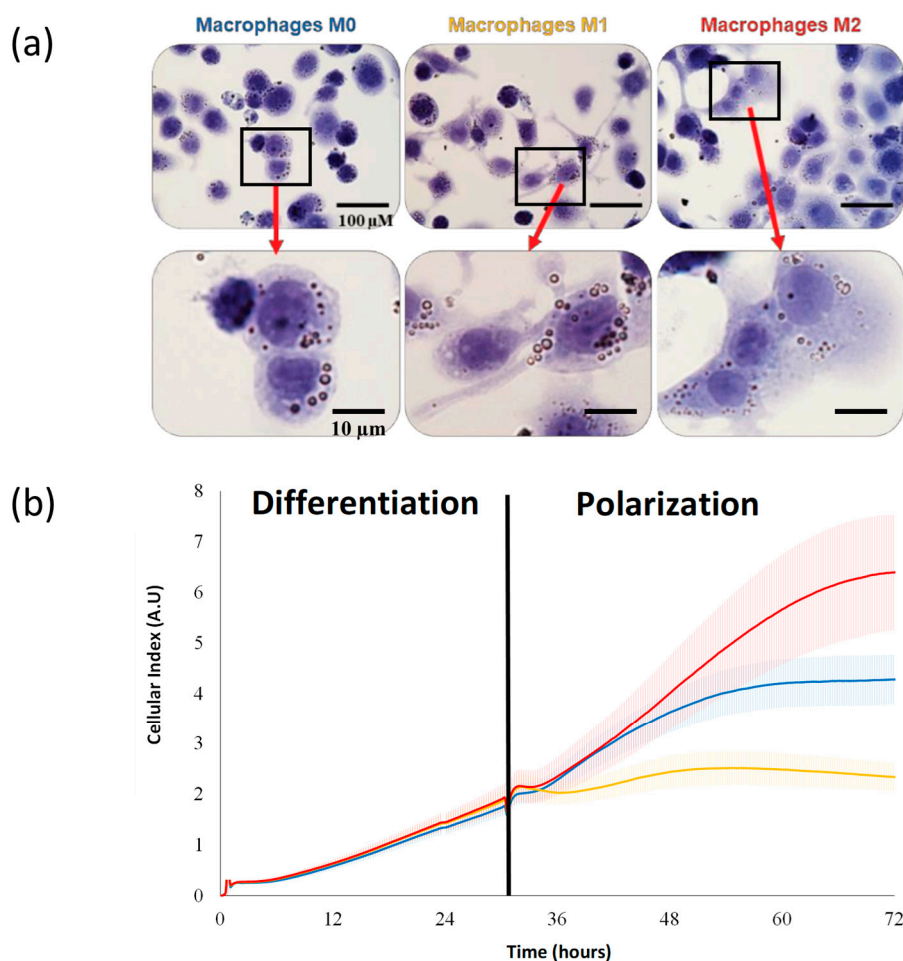 (a)
Macrophages M0
Macrophages M1
Macrophages M2
100 µM
10 µm
(b)
Differentiation
Polarization
Cellular Index (A.U)
8
7
6
5
4
3
2
1
0
0
12
24
36
48
60
72
Time (hours)